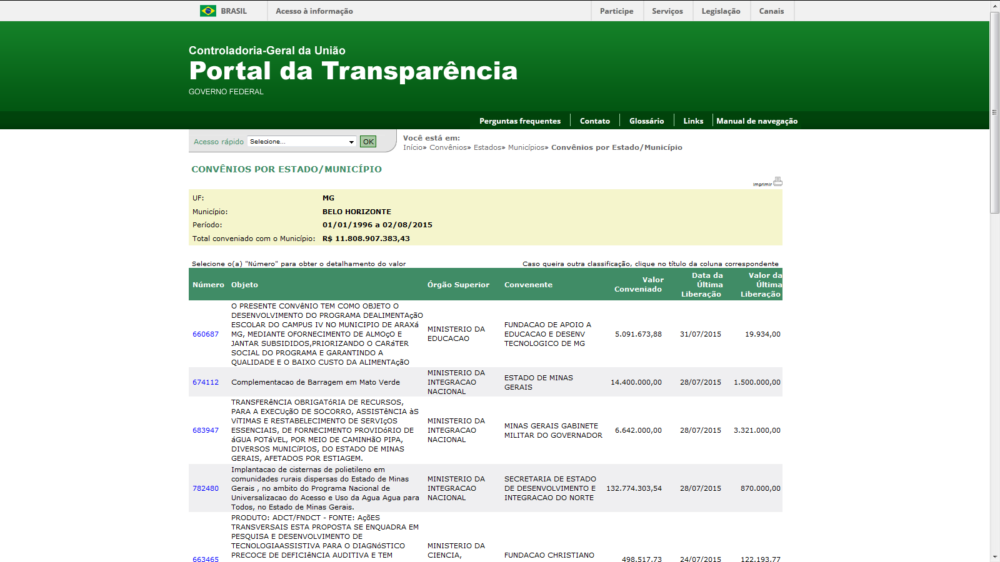 BRASIL
Acesso à informação
Participe
Serviços
Legislação
Canais
Controladoria-Geral da União
Portal da Transparência
GOVERNO FEDERAL
Perguntas frequentes
Contato
Glossário
Links
Manual de navegação
Acesso rápido
Selecione...
OK
Você está em:
Início» Convênios» Estados» Municípios» Convênios por Estado/Município
CONVÊNIOS POR ESTADO/MUNICÍPIO
imprimir
UF: MG
Município: BELO HORIZONTE
Período: 01/01/1996 a 02/08/2015
Total conveniado com o Município: R$ 11.808.907.383,43
Selecione o(a) "Número" para obter o detalhamento do valor
Caso queira outra classificação, clique no título da coluna correspondente
Número
Objeto
Órgão Superior
Convenente
Valor
Conveniado
Data da
Última
Liberação
Valor da
Última
Liberação
660687
O PRESENTE CONVêNIO TEM COMO OBJETO O
DESENVOLVIMENTO DO PROGRAMA DEALIMENTAçãO
ESCOLAR DO CAMPUS IV NO MUNICIPIO DE ARAXá
MG, MEDIANTE OFORNECIMENTO DE ALMOçO E
JANTAR SUBSIDIDOS,PRIORIZANDO O CARáTER
SOCIAL DO PROGRAMA E GARANTINDO A
QUALIDADE E O BAIXO CUSTO DA ALIMENTAçãO
MINISTERIO DA
EDUCACAO
FUNDACAO DE APOIO A
EDUCACAO E DESENV
TECNOLOGICO DE MG
5.091.673,88
31/07/2015
19.934,00
674112
Complementacao de Barragem em Mato Verde
MINISTERIO DA
INTEGRACAO
NACIONAL
ESTADO DE MINAS
GERAIS
14.400.000,00
28/07/2015
1.500.000,00
683947
TRANSFERêNCIA OBRIGATóRIA DE RECURSOS,
PARA A EXECUçãO DE SOCORRO, ASSISTêNCIA àS
VíTIMAS E RESTABELECIMENTO DE SERVIçOS
ESSENCIAIS, DE FORNECIMENTO PROVIDóRIO DE
áGUA POTáVEL, POR MEIO DE CAMINHãO PIPA,
DIVERSOS MUNICíPIOS, DO ESTADO DE MINAS
GERAIS, AFETADOS POR ESTIAGEM.
MINISTERIO DA
INTEGRACAO
NACIONAL
MINAS GERAIS GABINETE
MILITAR DO GOVERNADOR
6.642.000,00
28/07/2015
3.321.000,00
782480
Implantacao de cisternas de polietileno em
comunidades rurais dispersas do Estado de Minas
Gerais , no ambito do Programa Nacional de
Universalizacao do Acesso e Uso da Agua Agua para
Todos, no Estado de Minas Gerais.
MINISTERIO DA
INTEGRACAO
NACIONAL
SECRETARIA DE ESTADO
DE DESENVOLVIMENTO E
INTEGRACAO DO NORTE
132.774.303,54
28/07/2015
870.000,00
663465
PRODUTO: ADCT/FNDCT - FONTE: AçõES
TRANSVERSAIS ESTA PROPOSTA SE ENQUADRA EM
PESQUISA E DESENVOLVIMENTO DE
TECNOLOGIAASSISTIVA PARA O DIAGNóSTICO
PRECOCE DE DEFICIêNCIA AUDITIVA E TEM
MINISTERIO DA
CIENCIA,
FUNDACAO CHRISTIANO
498.517,73
24/07/2015
122.193,77